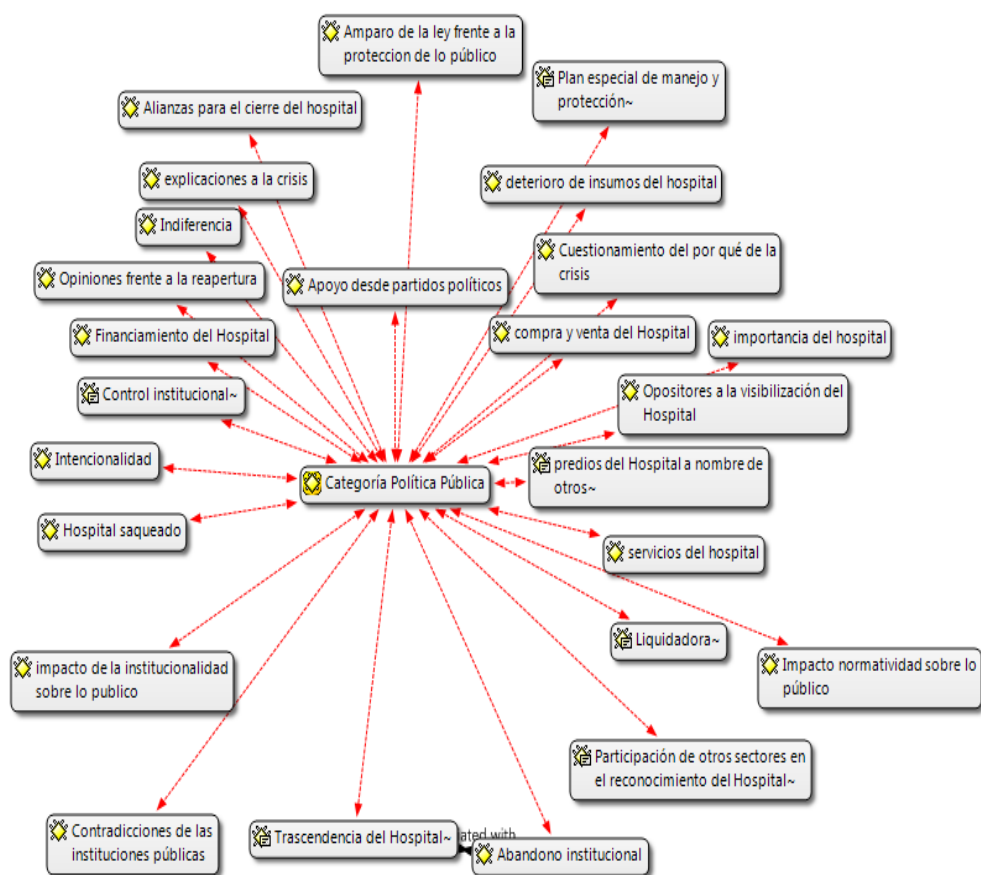 Amparo de la ley frente a la
proteccion de lo público
Plan especial de manejo y
protección~
Alianzas para el cierre del hospital
explicaciones a la crisis
deterioro de insumos del hospital
Indiferencia
Cuestionamiento del por qué de la
crisis
Opiniones frente a la reapertura
Apoyo desde partidos políticos
Financiamiento del Hospital
compra y venta del Hospital
importancia del hospital
Control institucional~
Opositores a la visibilización del
Hospital
Intencionalidad
predios del Hospital a nombre de
otros~
Categoría Política Pública
Hospital saqueado
servicios del hospital
Liquidadora~
impacto de la institucionalidad
sobre lo publico
Impacto normatividad sobre lo
público
Participación de otros sectores en
el reconocimiento del Hospital~
Contradicciones de las
instituciones públicas
Trascendencia del Hospital~
with
Abandono institucional